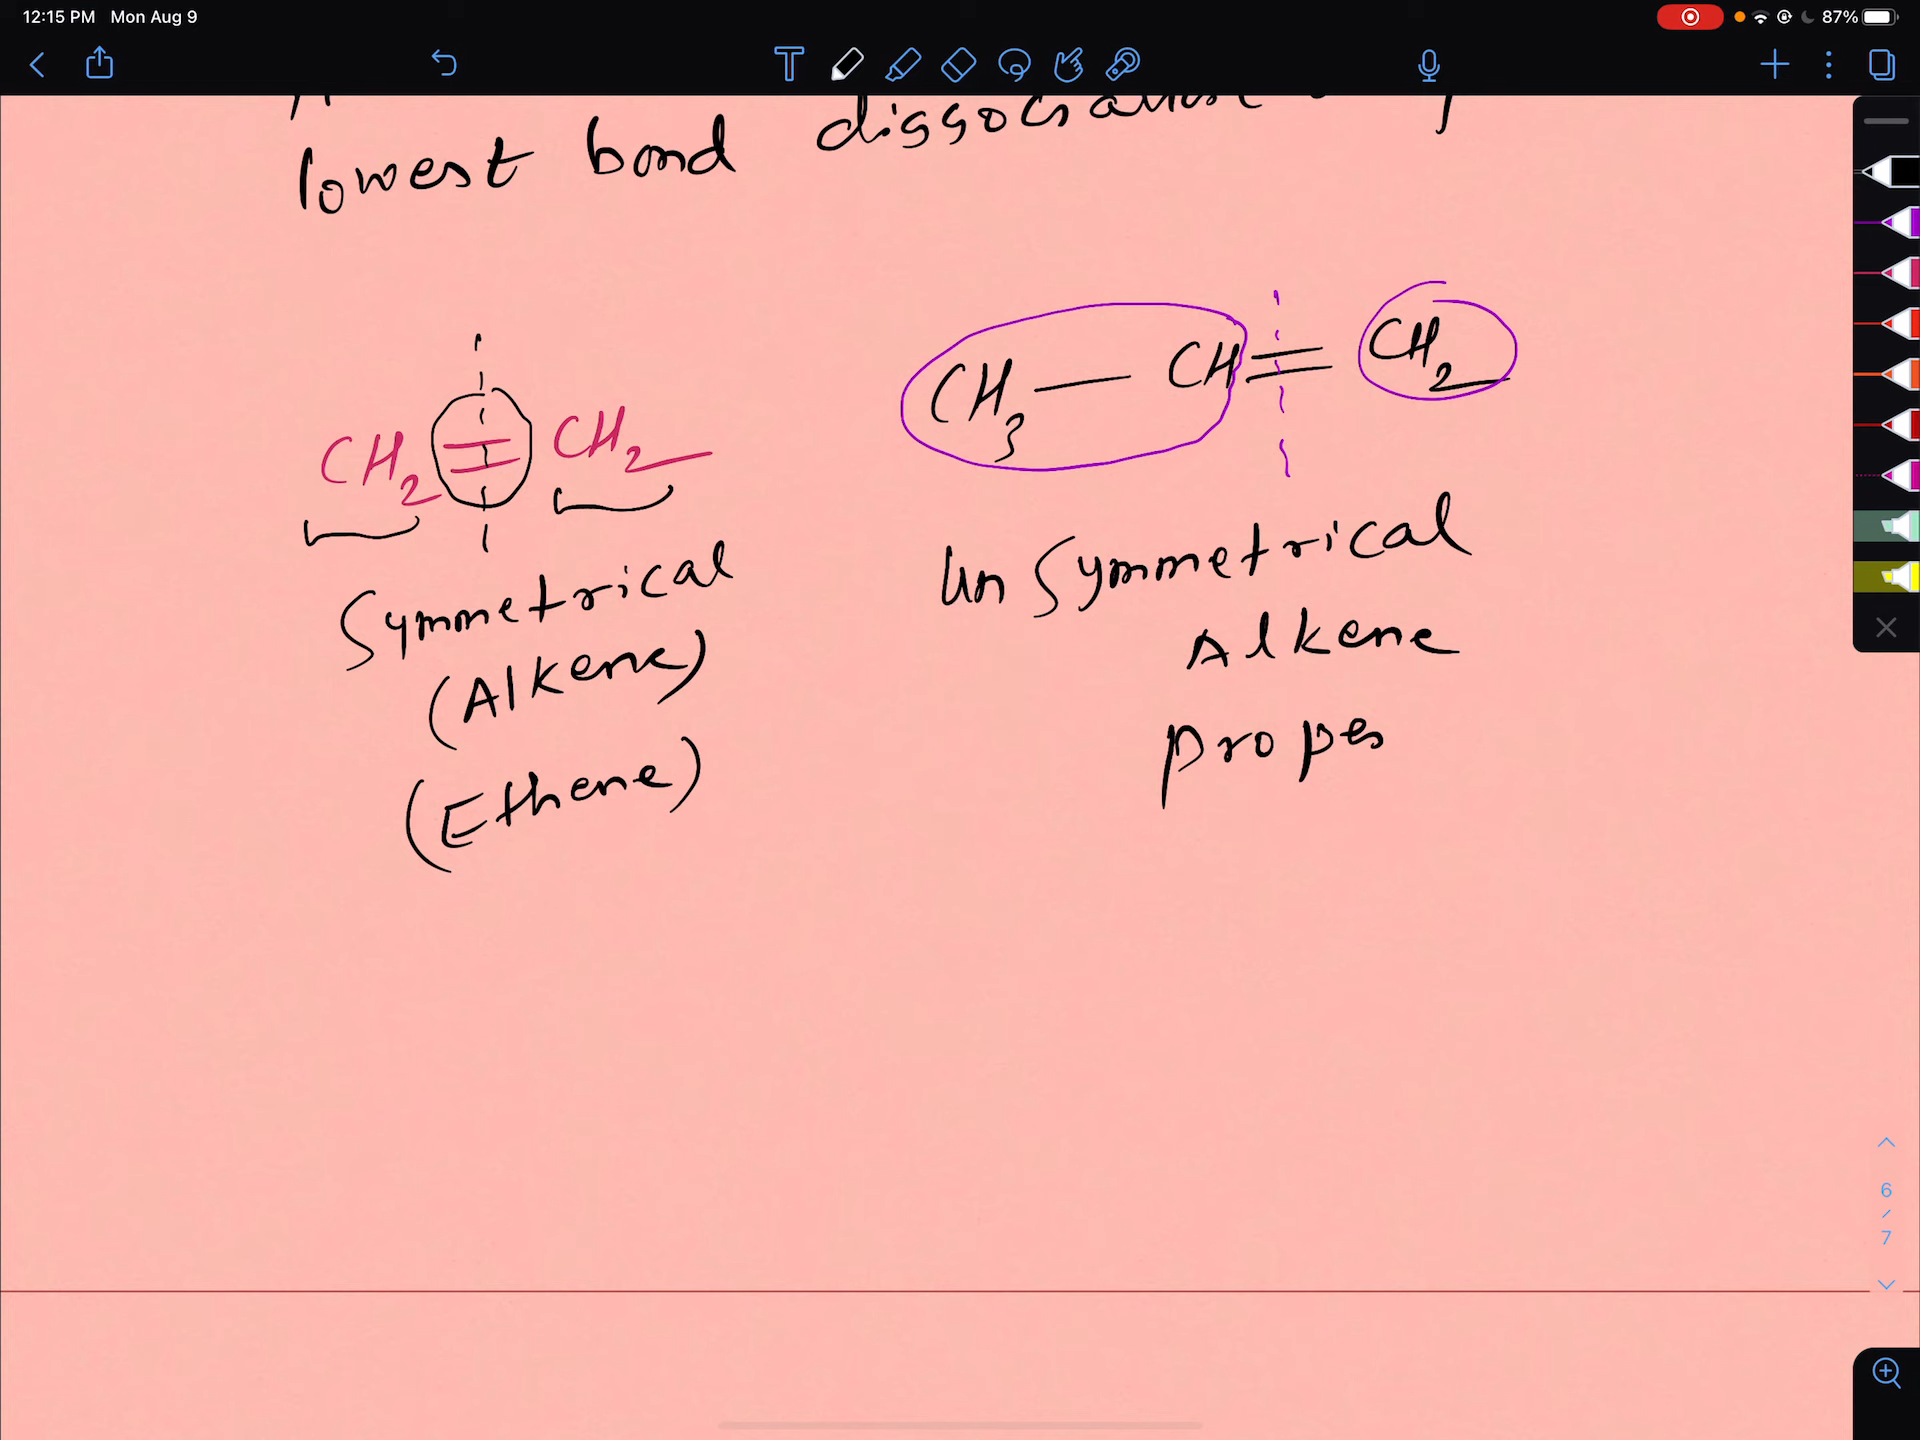 12:15 PM Mon Aug 9
87%
lowest bond
CH2 = CH2
CH3 — CH = CH2
Symmetrical
(Alkene)
(Ethene)
Un Symmetrical
Alkene
propes
6
/
7